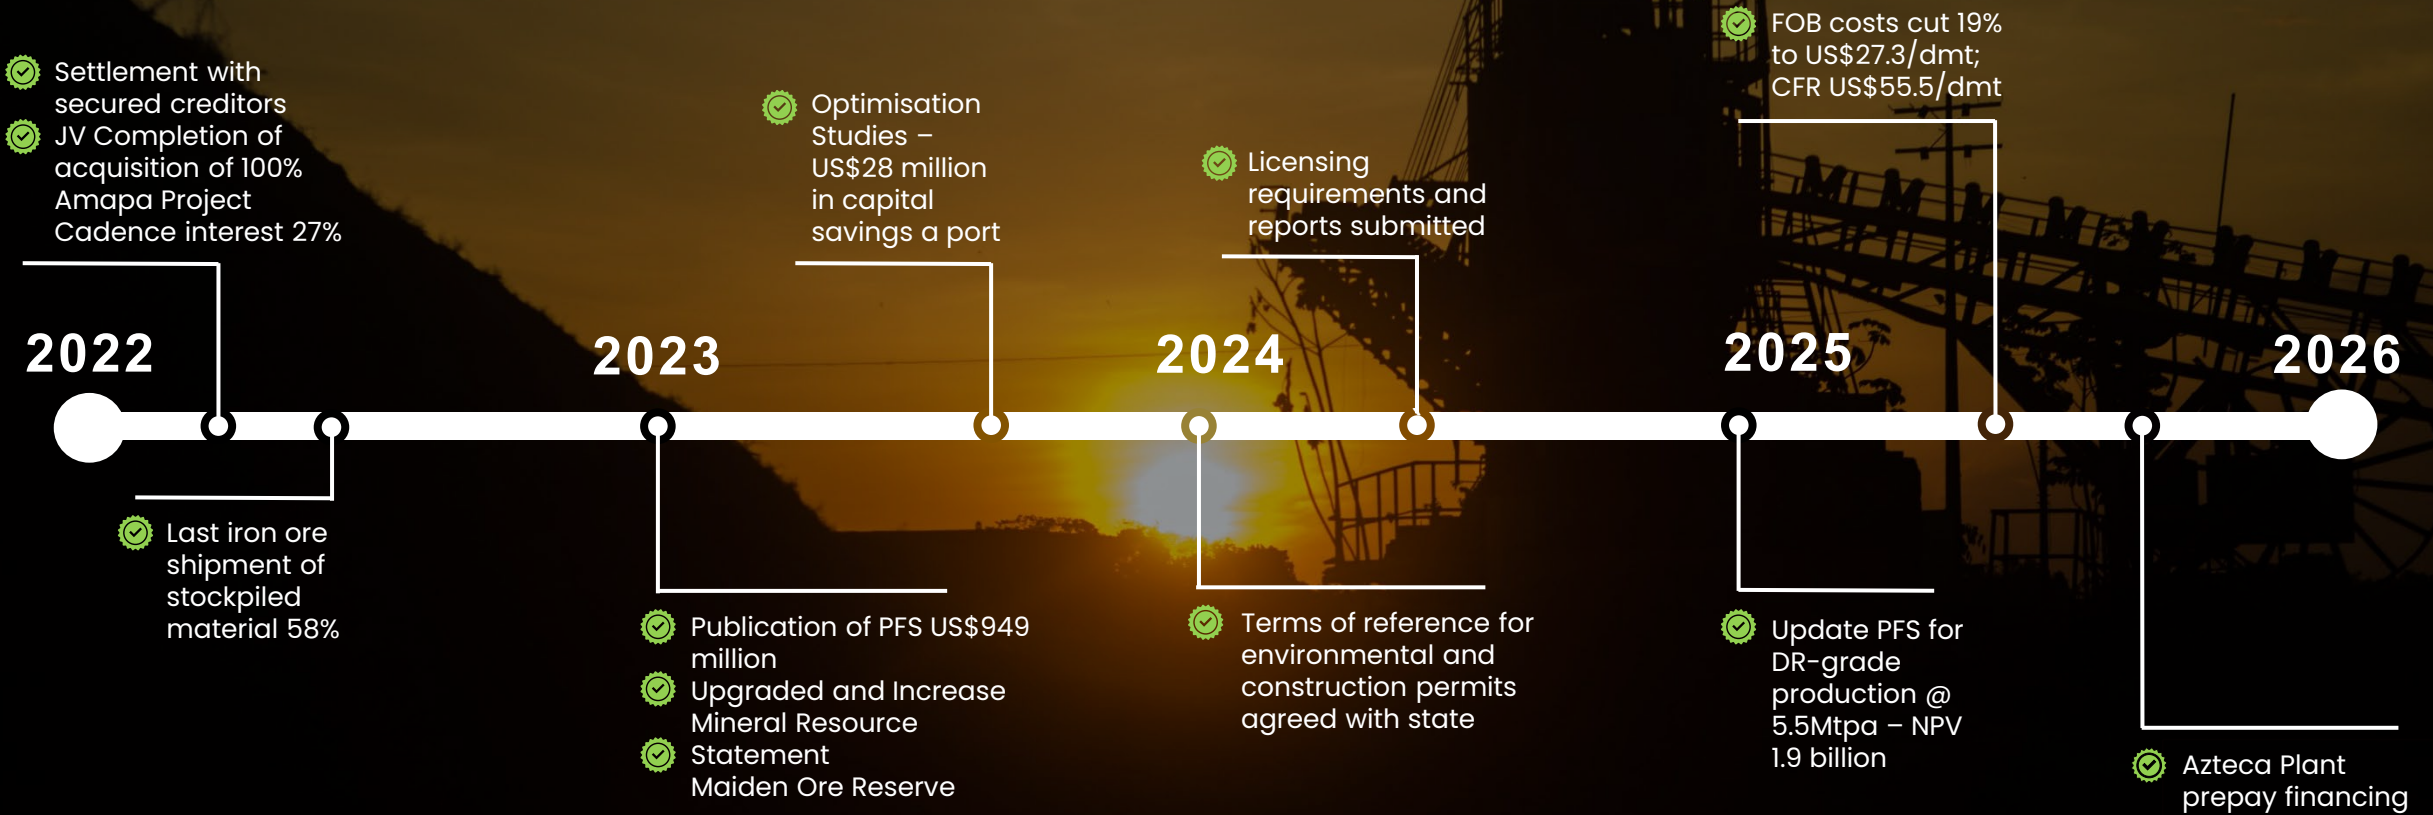 Settlement with
secured creditors
JV Completion of
acquisition of 100%
Amapa Project
Cadence interest 27%
Optimisation
Studies –
US$28 million
in capital
savings a port
Licensing
requirements and
reports submitted
FOB costs cut 19%
to US$27.3/dmt;
CFR US$55.5/dmt
2022
2023
2024
2025
2026
Last iron ore
shipment of
stockpiled
material 58%
Publication of PFS US$949
million
Upgraded and Increase
Mineral Resource
Statement
Maiden Ore Reserve
Terms of reference for
environmental and
construction permits
agreed with state
Update PFS for
DR-grade
production @
5.5Mtpa – NPV
1.9 billion
Azteca Plant
prepay financing